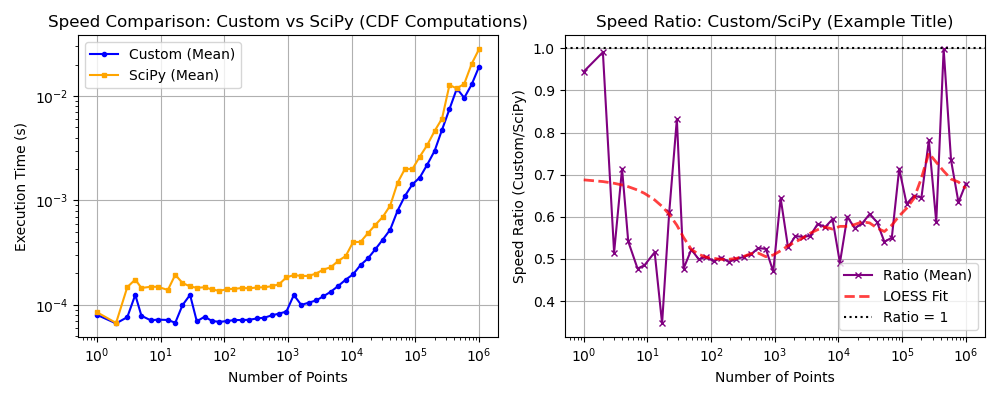 Speed Comparison: Custom vs SciPy (CDF Computations)
Custom (Mean)
SciPy (Mean)
Execution Time (s)
10⁻²
10⁻³
10⁻⁴
10⁰ 10¹ 10² 10³ 10⁴ 10⁵ 10⁶
Number of Points
Speed Ratio: Custom/SciPy (Example Title)
Speed Ratio (Custom/SciPy)
1.0
0.9
0.8
0.7
0.6
0.5
0.4
Ratio (Mean)
LOESS Fit
Ratio = 1
10⁰ 10¹ 10² 10³ 10⁴ 10⁵ 10⁶
Number of Points